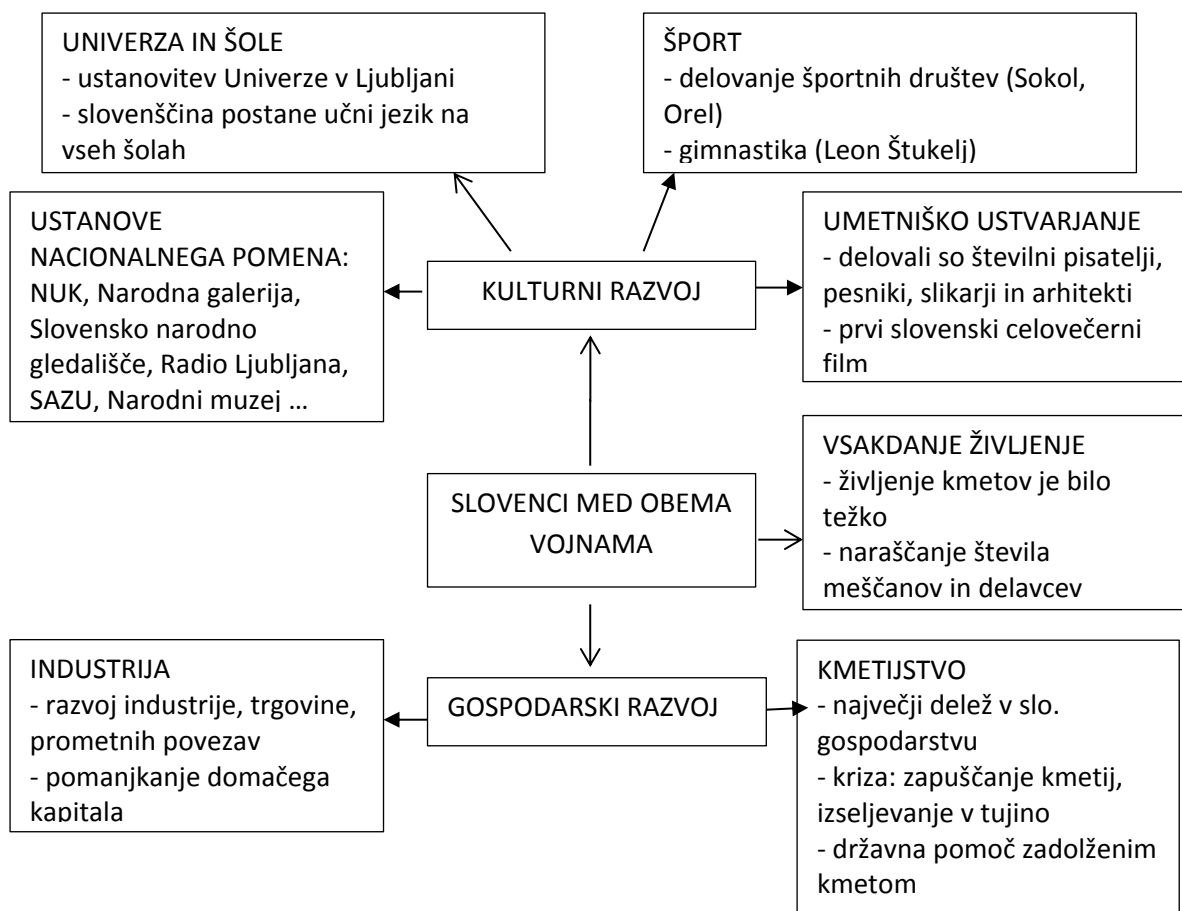 UNIVERZA IN ŠOLE
- ustanovitev Univerze v Ljubljani
- slovenščina postane učni jezik na
vseh šolah
ŠPORT
- delovanje športnih društev (Sokol,
Orel)
- gimnastika (Leon Štukelj)
USTANOVE
NACIONALNEGA POMENA:
NUK, Narodna galerija,
Slovensko narodno
gledališče, Radio Ljubljana,
SAZU, Narodni muzej …
KULTURNI RAZVOJ
UMETNIŠKO USTVARJANJE
- delovali so številni pisatelji,
pesniki, slikarji in arhitekti
- prvi slovenski celovečerni
film
SLOVENCI MED OBEMA
VOJNAMA
VSAKDANJE ŽIVLJENJE
- življenje kmetov je bilo
težko
- naraščanje števila
meščanov in delavcev
INDUSTRIJA
- razvoj industrije, trgovine,
prometnih povezav
- pomanjkanje domačega
kapitala
GOSPODARSKI RAZVOJ
KMETIJSTVO
- največji delež v slo.
gospodarstvu
- kriza: zapuščanje kmetij,
izseljevanje v tujino
- državna pomoč zadolženim
kmetom